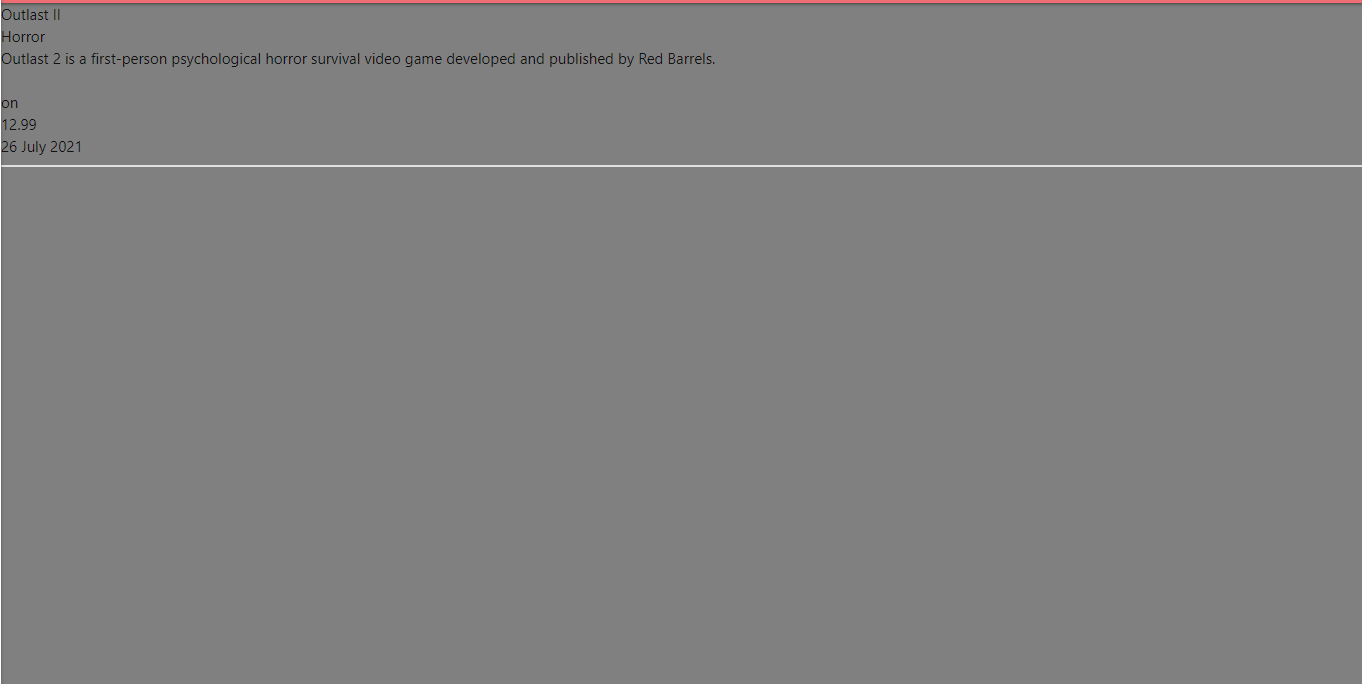 Outlast II
Horror
Outlast 2 is a first-person psychological horror survival video game developed and published by Red Barrels.
on
12.99
26 July 2021